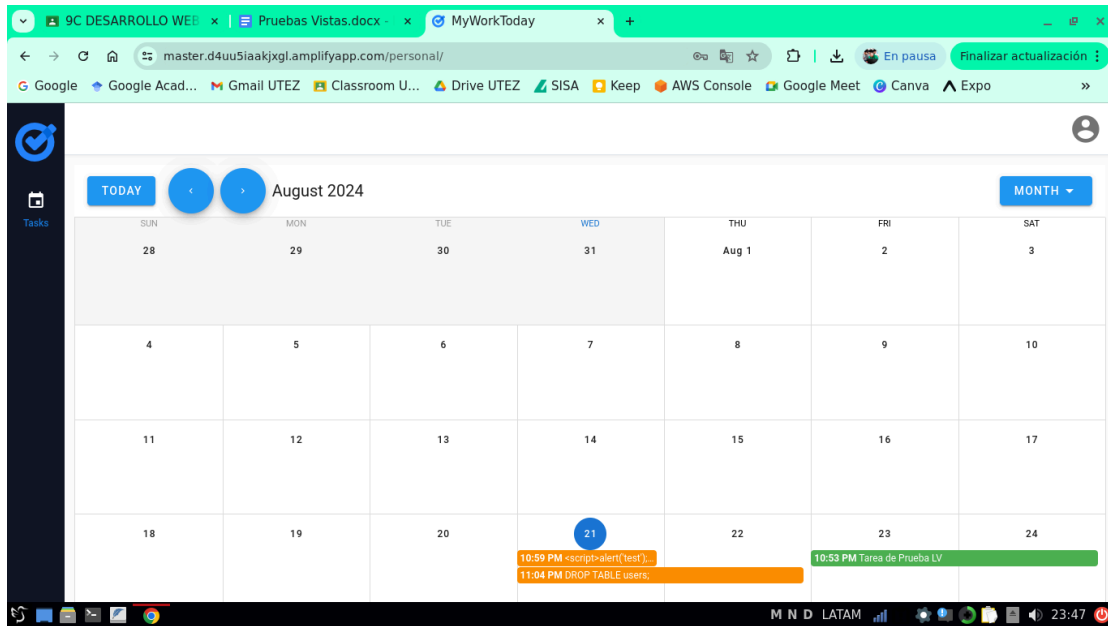 9C DESARROLLO WEB
Pruebas Vistas.docx -
MyWorkToday
master.d4uu5iaakjxgl.amplifyapp.com/personal/
En pausa
Finalizar actualización
Google
Google Acad...
Gmail UTEZ
Classroom U...
Drive UTEZ
SISA
Keep
AWS Console
Google Meet
Canva
Expo
»
TODAY
‹
›
August 2024
MONTH
Tasks
SUN MON TUE WED THU FRI SAT
28 29 30 31 Aug 1 2 3
4 5 6 7 8 9 10
11 12 13 14 15 16 17
18 19 20 21 22 23 24
10:59 PM <script>alert('test');...
10:53 PM Tarea de Prueba LV
11:04 PM DROP TABLE users;
M N D LATAM
23:47